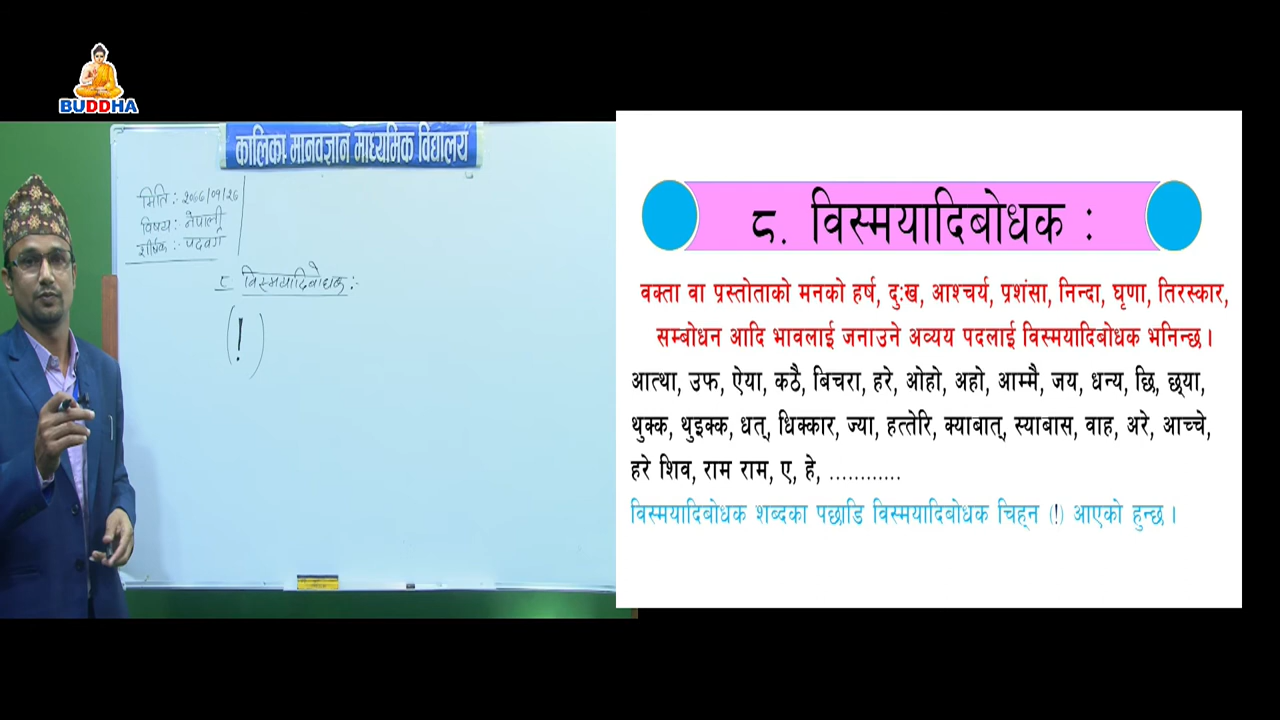 BUDDHA
कालिका मानवज्ञान माध्यमिक विद्यालय
मिति :
विषय :- नेपाली
शीर्षक :- पदवर्ग
८ विस्मयादिबोधक :-
(!)
८. विस्मयादिबोधक :
वक्ता वा प्रस्तोताको मनको हर्ष, दुःख, आश्चर्य, प्रशंसा, निन्दा, घृणा, तिरस्कार,
सम्बोधन आदि भावलाई जनाउने अव्यय पदलाई विस्मयादिबोधक भनिन्छ ।
आत्था, उफ, ऐया, कठै, बिचरा, हरे, ओहो, अहो, आम्मै, जय, धन्य, छि, छ्या,
थुक्क, थुइक्क, धत्, धिक्कार, ज्या, हत्तेरि, क्याबात्, स्याबास, वाह, अरे, आच्चे,
हरे शिव, राम राम, ए, हे, ............
विस्मयादिबोधक शब्दका पछाडि विस्मयादिबोधक चिह्न (!) आएको हुन्छ ।